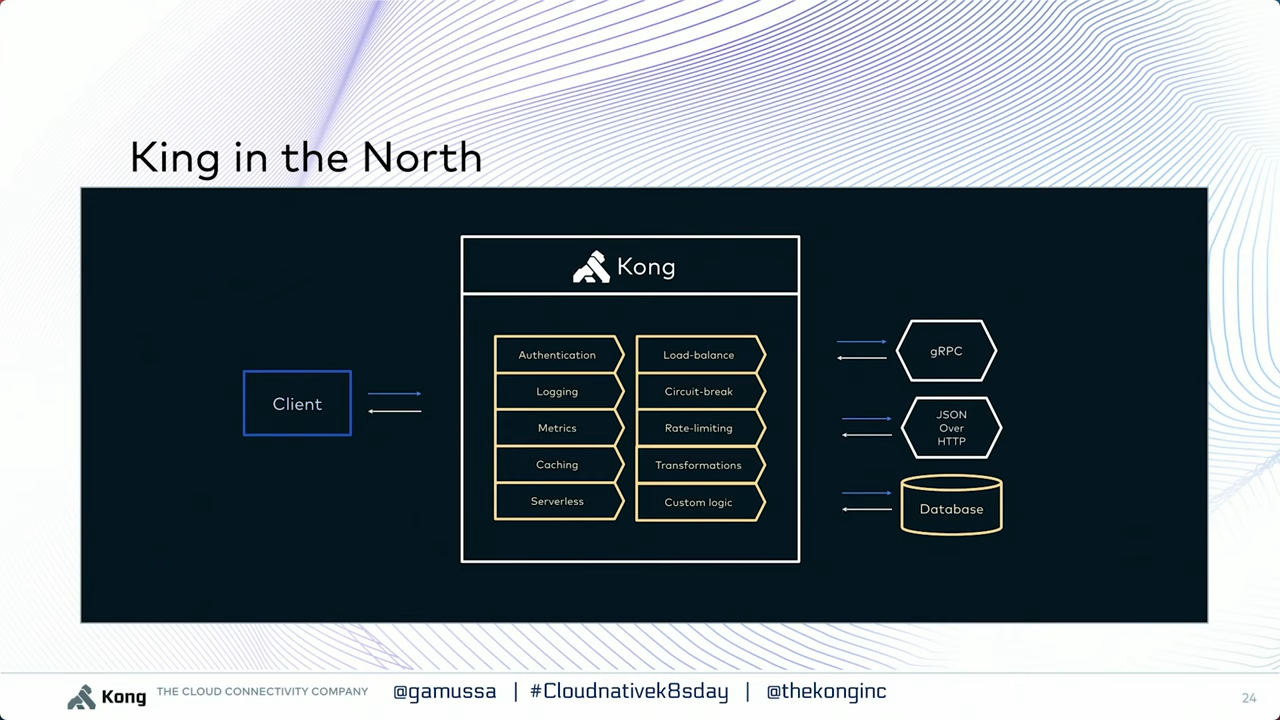 King in the North
Kong
Client
Authentication
Logging
Metrics
Caching
Serverless
Load-balance
Circuit-break
Rate-limiting
Transformations
Custom logic
gRPC
JSON
Over
HTTP
Database
Kong THE CLOUD CONNECTIVITY COMPANY @gamussa | #Cloudnativek8sday | @thekonginc 24